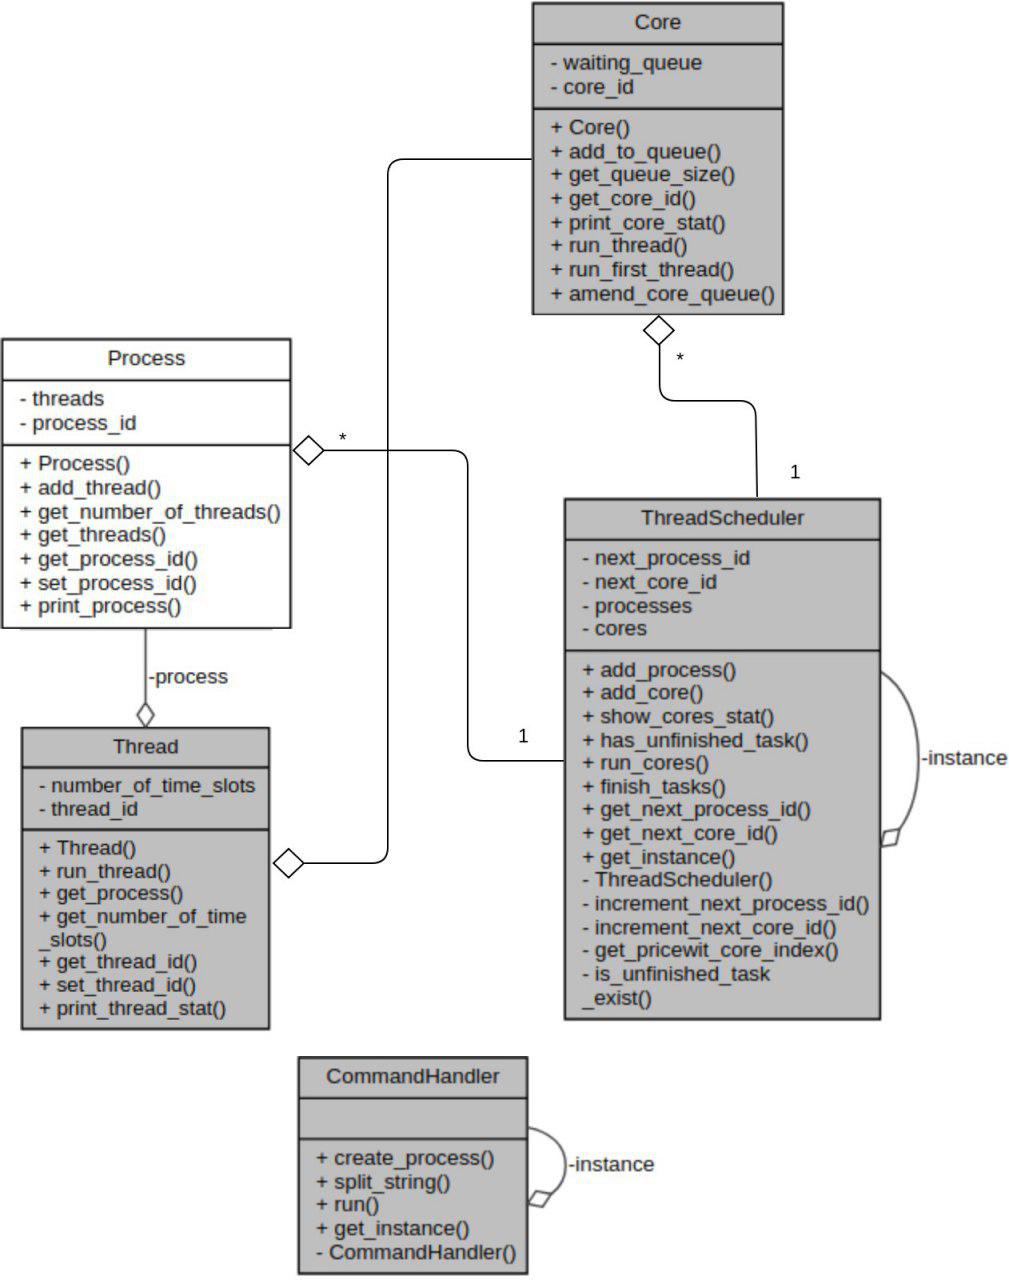 Core
- waiting_queue
- core_id
+ Core()
+ add_to_queue()
+ get_queue_size()
+ get_core_id()
+ print_core_stat()
+ run_thread()
+ run_first_thread()
+ amend_core_queue()
*
1
Process
- threads
- process_id
+ Process()
+ add_thread()
+ get_number_of_threads()
+ get_threads()
+ get_process_id()
+ set_process_id()
+ print_process()
*
1
-process
Thread
- number_of_time_slots
- thread_id
+ Thread()
+ run_thread()
+ get_process()
+ get_number_of_time
_slots()
+ get_thread_id()
+ set_thread_id()
+ print_thread_stat()
ThreadScheduler
- next_process_id
- next_core_id
- processes
- cores
+ add_process()
+ add_core()
+ show_cores_stat()
+ has_unfinished_task()
+ run_cores()
+ finish_tasks()
+ get_next_process_id()
+ get_next_core_id()
+ get_instance()
- ThreadScheduler()
- increment_next_process_id()
- increment_next_core_id()
- get_pricewit_core_index()
- is_unfinished_task
_exist()
-instance
CommandHandler
+ create_process()
+ split_string()
+ run()
+ get_instance()
- CommandHandler()
-instance